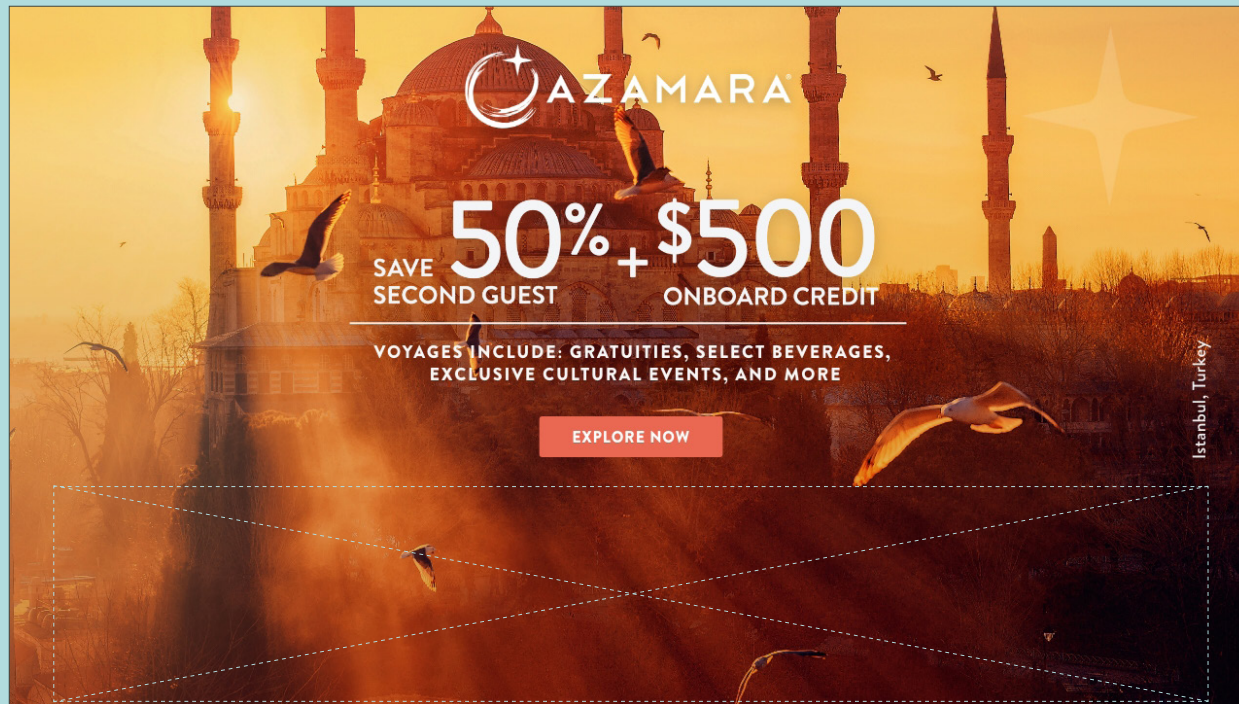 AZAMARA®
SAVE 50% + $500
SECOND GUEST ONBOARD CREDIT
VOYAGES INCLUDE: GRATUITIES, SELECT BEVERAGES,
EXCLUSIVE CULTURAL EVENTS, AND MORE
EXPLORE NOW
Istanbul, Turkey